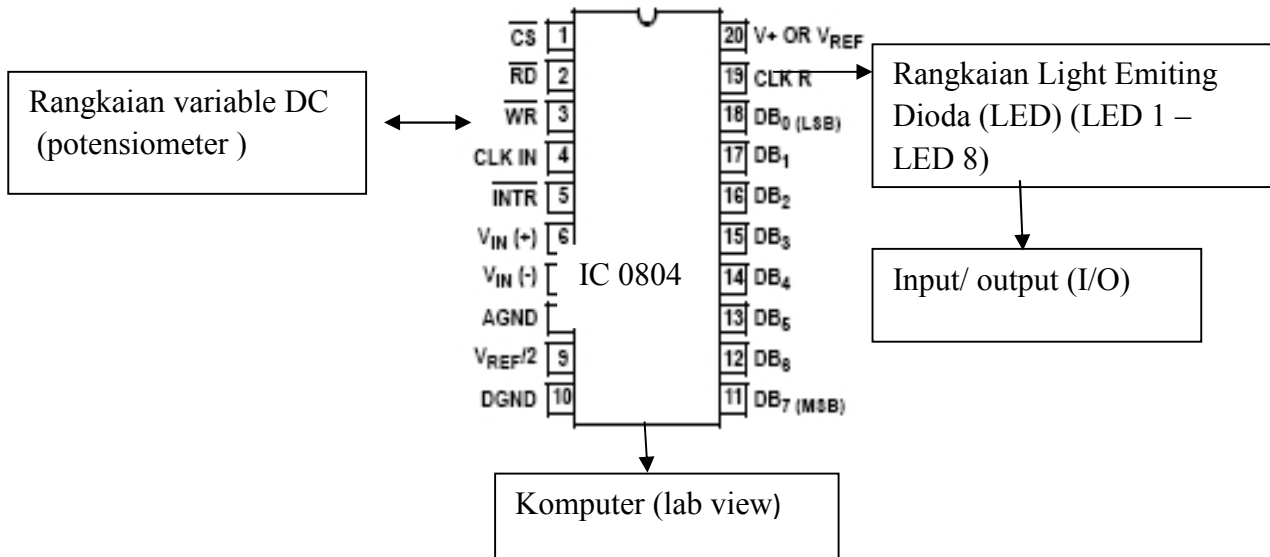 Rangkaian variable DC
(potensiometer )
CS 1
RD 2
WR 3
CLK IN 4
INTR 5
VIN (+) 6
VIN (-)
AGND
VREF/2 9
DGND 10
IC 0804
20 V+ OR VREF
19 CLK R
18 DB0 (LSB)
17 DB1
16 DB2
15 DB3
14 DB4
13 DB5
12 DB6
11 DB7 (MSB)
Rangkaian Light Emiting
Dioda (LED) (LED 1 –
LED 8)
Input/ output (I/O)
Komputer (lab view)